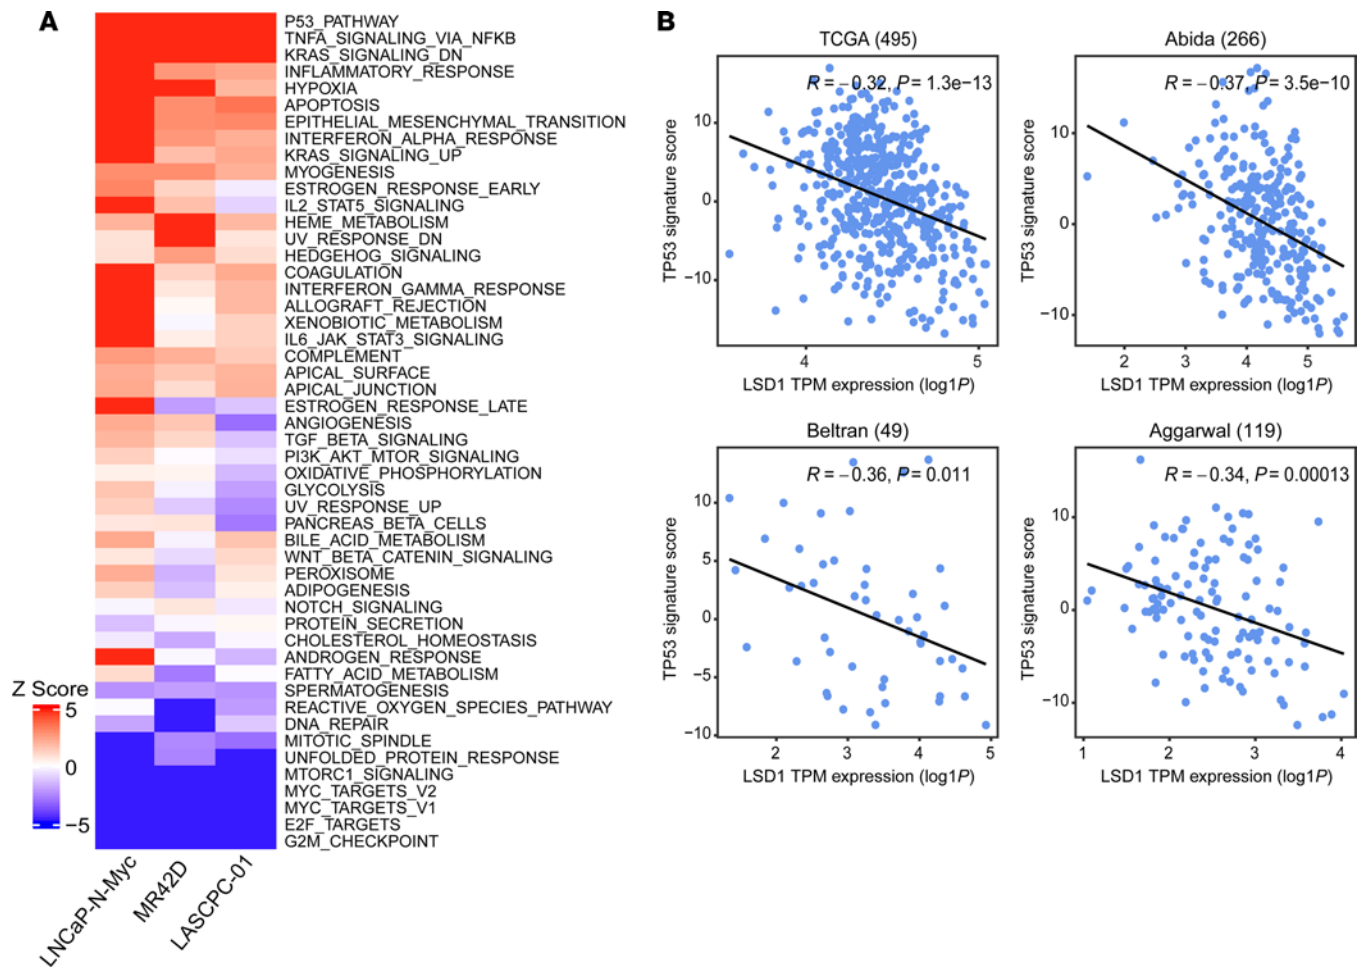 A
P53_PATHWAY
TNFA_SIGNALING_VIA_NFKB
KRAS_SIGNALING_DN
INFLAMMATORY_RESPONSE
HYPOXIA
APOPTOSIS
EPITHELIAL_MESENCHYMAL_TRANSITION
INTERFERON_ALPHA_RESPONSE
KRAS_SIGNALING_UP
MYOGENESIS
ESTROGEN_RESPONSE_EARLY
IL2_STAT5_SIGNALING
HEME_METABOLISM
UV_RESPONSE_DN
HEDGEHOG_SIGNALING
COAGULATION
INTERFERON_GAMMA_RESPONSE
ALLOGRAFT_REJECTION
XENOBIOTIC_METABOLISM
IL6_JAK_STAT3_SIGNALING
COMPLEMENT
APICAL_SURFACE
APICAL_JUNCTION
ESTROGEN_RESPONSE_LATE
ANGIOGENESIS
TGF_BETA_SIGNALING
PI3K_AKT_MTOR_SIGNALING
OXIDATIVE_PHOSPHORYLATION
GLYCOLYSIS
UV_RESPONSE_UP
PANCREAS_BETA_CELLS
BILE_ACID_METABOLISM
WNT_BETA_CATENIN_SIGNALING
PEROXISOME
ADIPOGENESIS
NOTCH_SIGNALING
PROTEIN_SECRETION
CHOLESTEROL_HOMEOSTASIS
ANDROGEN_RESPONSE
FATTY_ACID_METABOLISM
SPERMATOGENESIS
REACTIVE_OXYGEN_SPECIES_PATHWAY
DNA_REPAIR
MITOTIC_SPINDLE
UNFOLDED_PROTEIN_RESPONSE
MTORC1_SIGNALING
MYC_TARGETS_V2
MYC_TARGETS_V1
E2F_TARGETS
G2M_CHECKPOINT
Z Score
5
0
−5
LNCaP-N-Myc
MR42D
LASCPC-01
B
TCGA (495)
R = −0.32, P = 1.3e−13
TP53 signature score
10
0
−10
4
5
LSD1 TPM expression (log1P)
Abida (266)
R = −0.37, P = 3.5e−10
TP53 signature score
10
0
−10
2
3
4
5
LSD1 TPM expression (log1P)
Beltran (49)
R = −0.36, P = 0.011
TP53 signature score
10
5
0
−5
−10
2
3
4
5
LSD1 TPM expression (log1P)
Aggarwal (119)
R = −0.34, P = 0.00013
TP53 signature score
10
0
−10
1
2
3
4
LSD1 TPM expression (log1P)